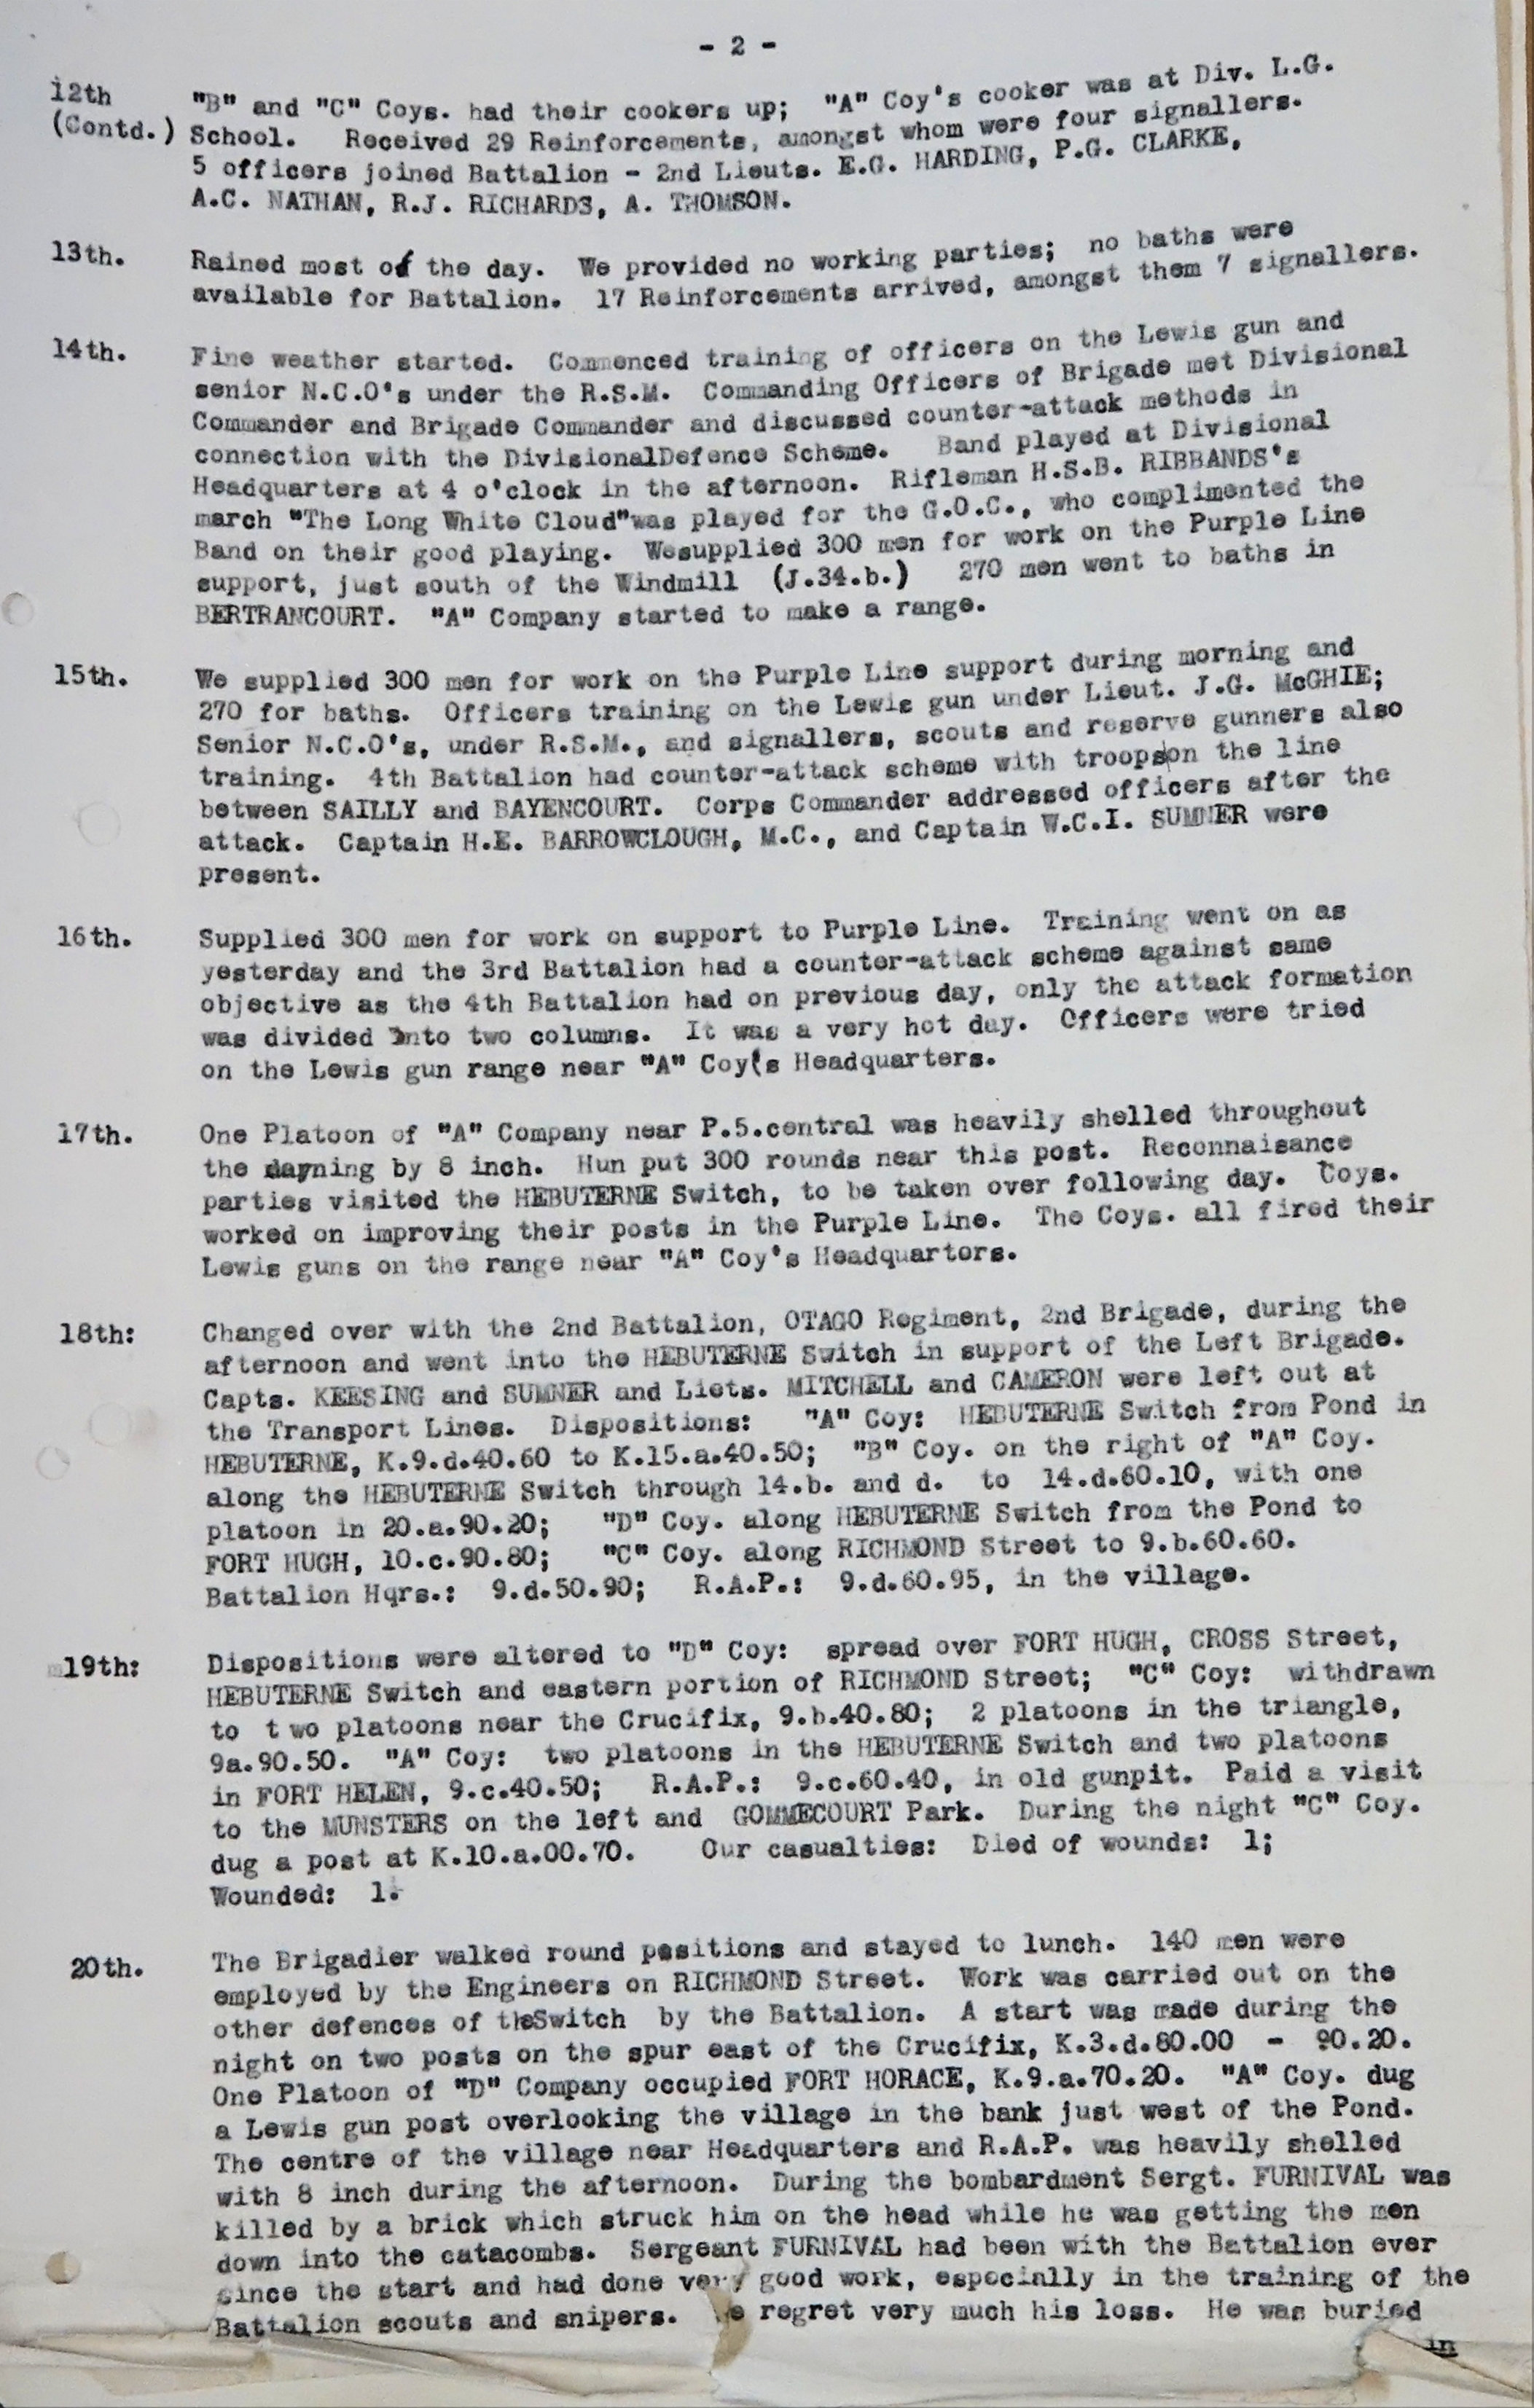 - 2 -
12th "B" and "C" Coys. had their cookers up; "A" Coy's cooker was at Div. L.G.
(Contd.) School. Received 29 Reinforcements, amongst whom were four signallers.
5 officers joined Battalion - 2nd Lieuts. E.G. HARDING, P.G. CLARKE,
A.C. NATHAN, R.J. RICHARDS, A. THOMSON.
13th. Rained most of the day. We provided no working parties; no baths were
available for Battalion. 17 Reinforcements arrived, amongst them 7 signallers.
14th. Fine weather started. Commenced training of officers on the Lewis gun and
senior N.C.O's under the R.S.M. Commanding Officers of Brigade met Divisional
Commander and Brigade Commander and discussed counter-attack methods in
connection with the DivisionalDefence Scheme. Band played at Divisional
Headquarters at 4 o'clock in the afternoon. Rifleman H.S.B. RIBBANDS's
march "The Long White Cloud"was played for the G.O.C., who complimented the
Band on their good playing. Wesupplied 300 men for work on the Purple Line
support, just south of the Windmill (J.34.b.) 270 men went to baths in
BERTRANCOURT. "A" Company started to make a range.
15th. We supplied 300 men for work on the Purple Line support during morning and
270 for baths. Officers training on the Lewis gun under Lieut. J.G. McGHIE;
Senior N.C.O's, under R.S.M., and signallers, scouts and reserve gunners also
training. 4th Battalion had counter-attack scheme with troops|on the line
between SAILLY and BAYENCOURT. Corps Commander addressed officers after the
attack. Captain H.E. BARROWCLOUGH, M.C., and Captain W.C.I. SUMNER were
present.
16th. Supplied 300 men for work on support to Purple Line. Training went on as
yesterday and the 3rd Battalion had a counter-attack scheme against same
objective as the 4th Battalion had on previous day, only the attack formation
was divided into two columns. It was a very hot day. Officers were tried
on the Lewis gun range near "A" Coy(s Headquarters.
17th. One Platoon of "A" Company near P.5.central was heavily shelled throughout
the by 8 inch. Hun put 300 rounds near this post. Reconnaisance
parties visited the HEBUTERNE Switch, to be taken over following day. Coys.
worked on improving their posts in the Purple Line. The Coys. all fired their
Lewis guns on the range near "A" Coy's Headquarters.
18th: Changed over with the 2nd Battalion, OTAGO Regiment, 2nd Brigade, during the
afternoon and went into the HEBUTERNE Switch in support of the Left Brigade.
Capts. KEESING and SUMNER and Liets. MITCHELL and CAMERON were left out at
the Transport Lines. Dispositions: "A" Coy: HEBUTERNE Switch from Pond in
HEBUTERNE, K.9.d.40.60 to K.15.a.40.50; "B" Coy. on the right of "A" Coy.
along the HEBUTERNE Switch through 14.b. and d. to 14.d.60.10, with one
platoon in 20.a.90.20; "D" Coy. along HEBUTERNE Switch from the Pond to
FORT HUGH, 10.c.90.80; "C" Coy. along RICHMOND Street to 9.b.60.60.
Battalion Hqrs.: 9.d.50.90; R.A.P.: 9.d.60.95, in the village.
19th: Dispositions were altered to "D" Coy: spread over FORT HUGH, CROSS Street,
HEBUTERNE Switch and eastern portion of RICHMOND Street; "C" Coy: withdrawn
to t wo platoons near the Crucifix, 9.b.40.80; 2 platoons in the triangle,
9a.90.50. "A" Coy: two platoons in the HEBUTERNE Switch and two platoons
in FORT HELEN, 9.c.40.50; R.A.P.: 9.c.60.40, in old gunpit. Paid a visit
to the MUNSTERS on the left and GOMMECOURT Park. During the night "C" Coy.
dug a post at K.10.a.00.70. Our casualties: Died of wounds: 1;
Wounded: 1.
20th. The Brigadier walked round positions and stayed to lunch. 140 men were
employed by the Engineers on RICHMOND Street. Work was carried out on the
other defences of theSwitch by the Battalion. A start was made during the
night on two posts on the spur east of the Crucifix, K.3.d.80.00 - 90.20.
One Platoon of "D" Company occupied FORT HORACE, K.9.a.70.20. "A" Coy. dug
a Lewis gun post overlooking the village in the bank just west of the Pond.
The centre of the village near Headquarters and R.A.P. was heavily shelled
with 8 inch during the afternoon. During the bombardment Sergt. FURNIVAL was
killed by a brick which struck him on the head while he was getting the men
down into the catacombs. Sergeant FURNIVAL had been with the Battalion ever
since the start and had done very good work, especially in the training of the
Battalion scouts and snipers. We regret very much his loss. He was buried
in